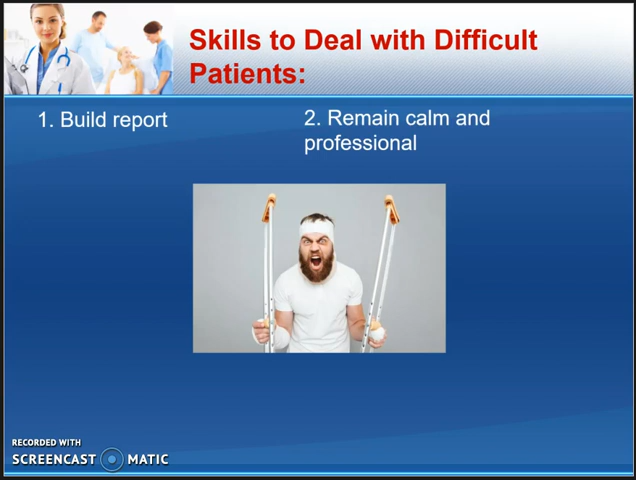 Skills to Deal with Difficult
Patients:
1. Build report
2. Remain calm and
professional
RECORDED WITH
SCREENCAST MATIC